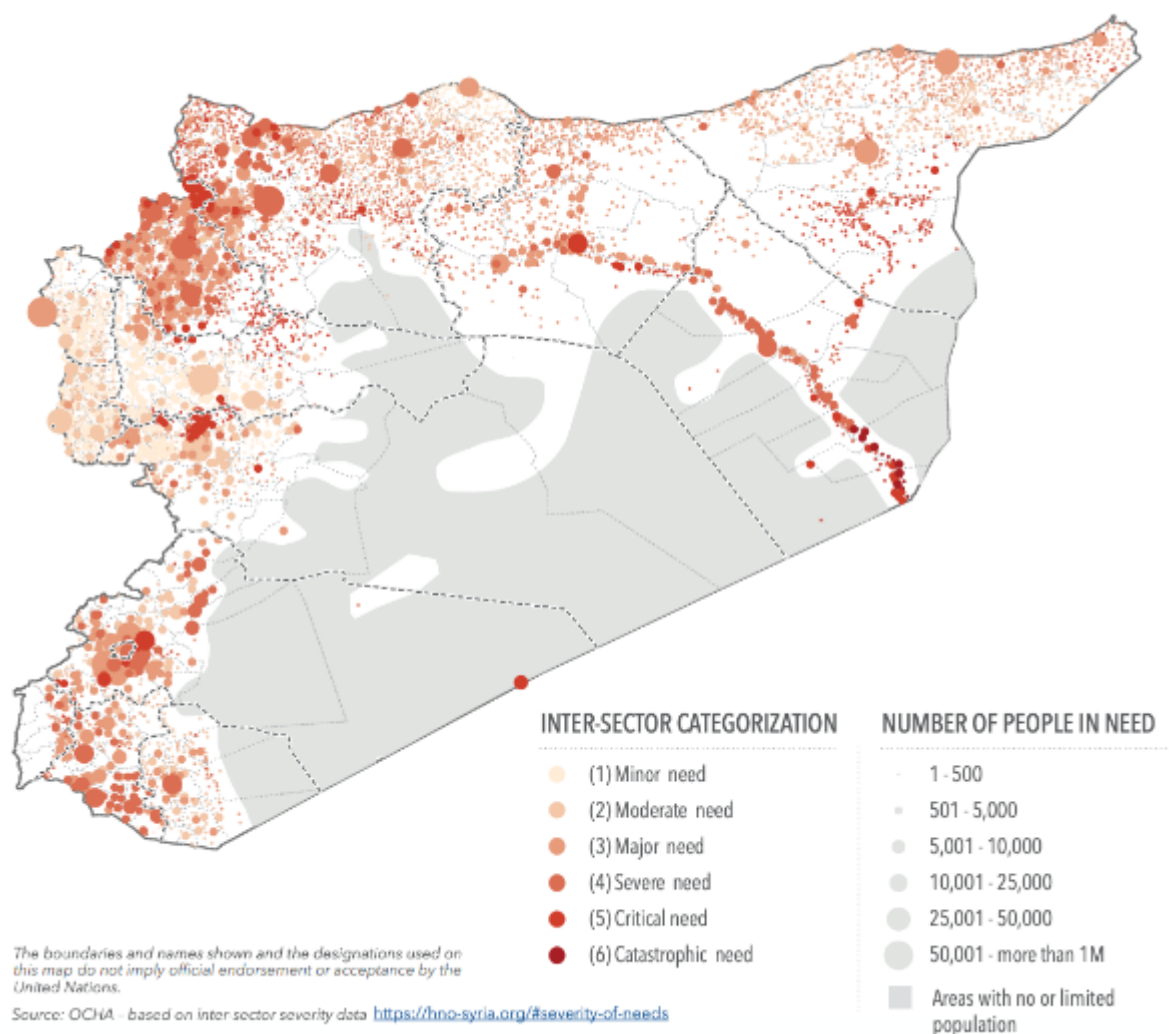 INTER-SECTOR CATEGORIZATION
(1) Minor need
(2) Moderate need
(3) Major need
(4) Severe need
(5) Critical need
(6) Catastrophic need
NUMBER OF PEOPLE IN NEED
1 - 500
501 - 5,000
5,001 - 10,000
10,001 - 25,000
25,001 - 50,000
50,001 - more than 1M
Areas with no or limited
population
The boundaries and names shown and the designations used on
this map do not imply official endorsement or acceptance by the
United Nations.
Source: OCHA - based on inter sector severity data https://hno-syria.org/#severity-of-needs